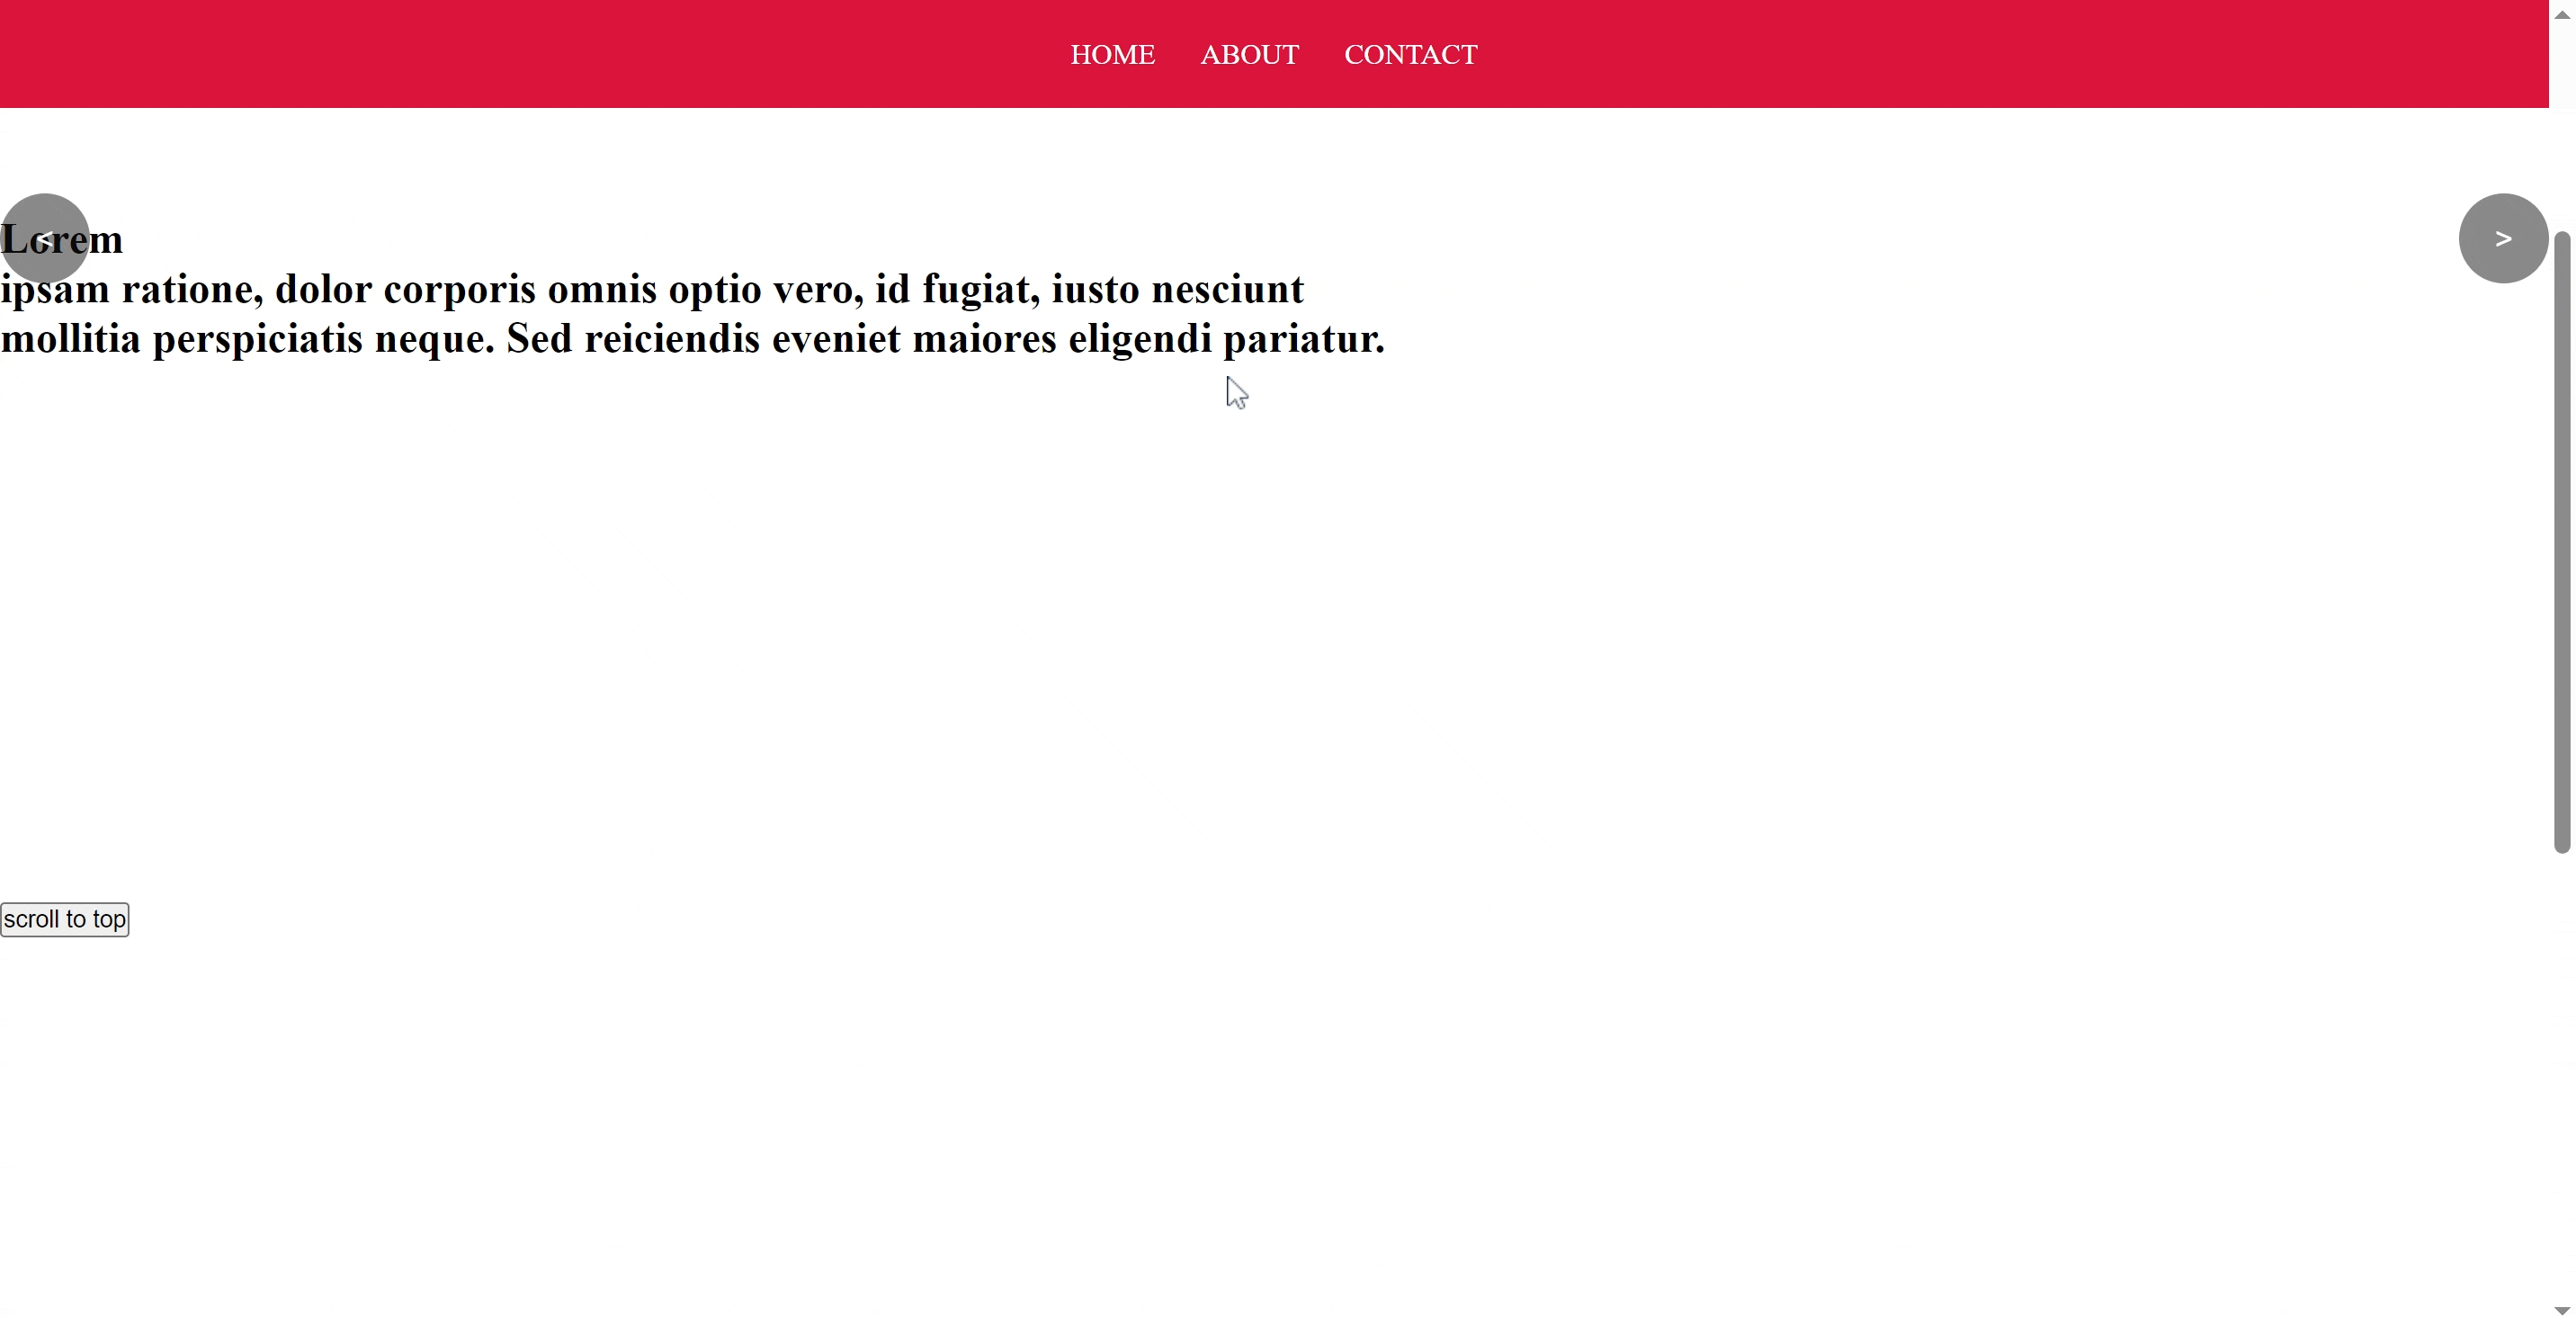 HOME ABOUT CONTACT
Lorem
<
>
ipsam ratione, dolor corporis omnis optio vero, id fugiat, iusto nesciunt
mollitia perspiciatis neque. Sed reiciendis eveniet maiores eligendi pariatur.
scroll to top